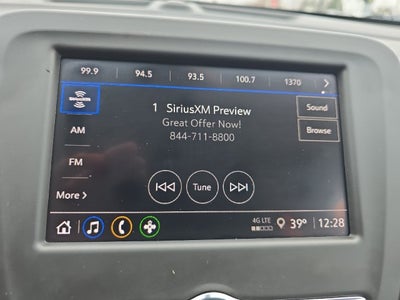 99.9 94.5 93.5 100.7 1370
1 SiriusXM Preview
Great Offer Now!
844-711-8800
Sound
Browse
AM
FM
More
Tune
4G LTE
39°
12:28